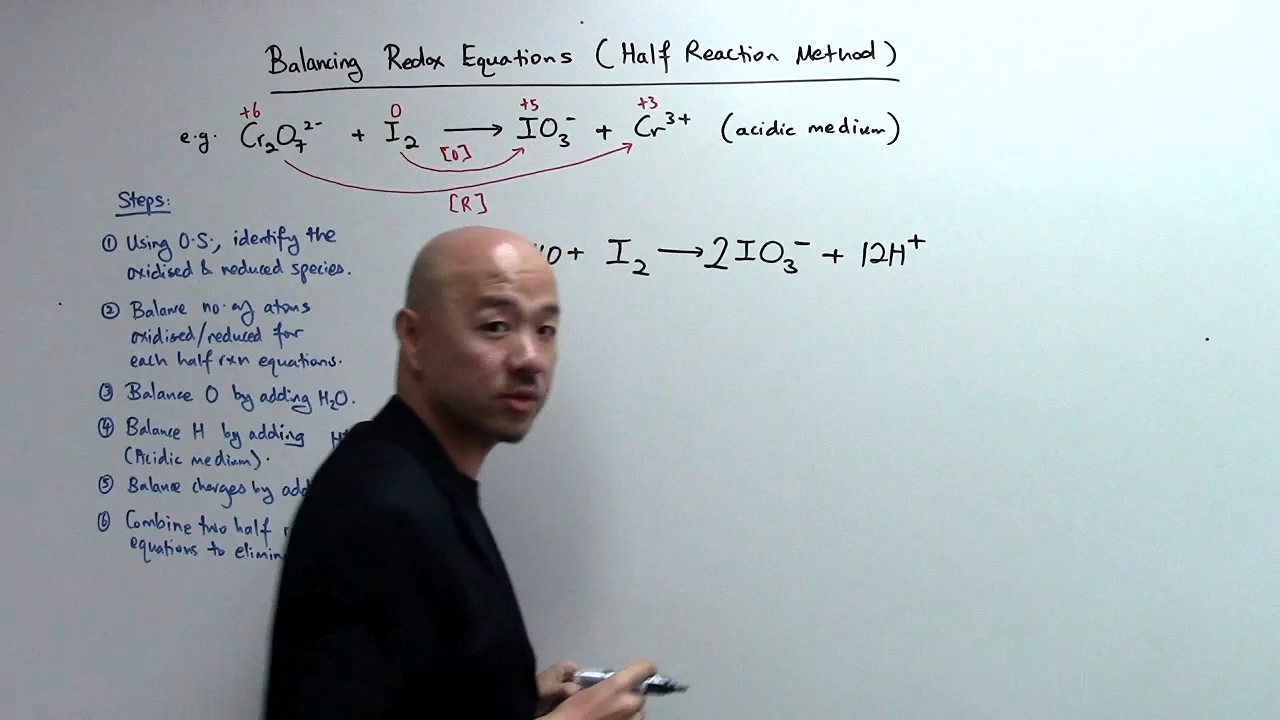 Balancing Redox Equations (Half Reaction Method)
+6 0 +5 +3
e.g. Cr₂O₇²⁻ + I₂ → IO₃⁻ + Cr³⁺ (acidic medium)
[O]
[R]
Steps:
① Using O.S., identify the
oxidised & reduced species.
② Balance no. of atoms
oxidised/reduced for
each half rxn equations.
③ Balance O by adding H₂O.
④ Balance H by adding H⁺
(Acidic medium).
⑤ Balance charges by
⑥ Combine two half
equations to
O + I₂ → 2IO₃⁻ + 12H⁺